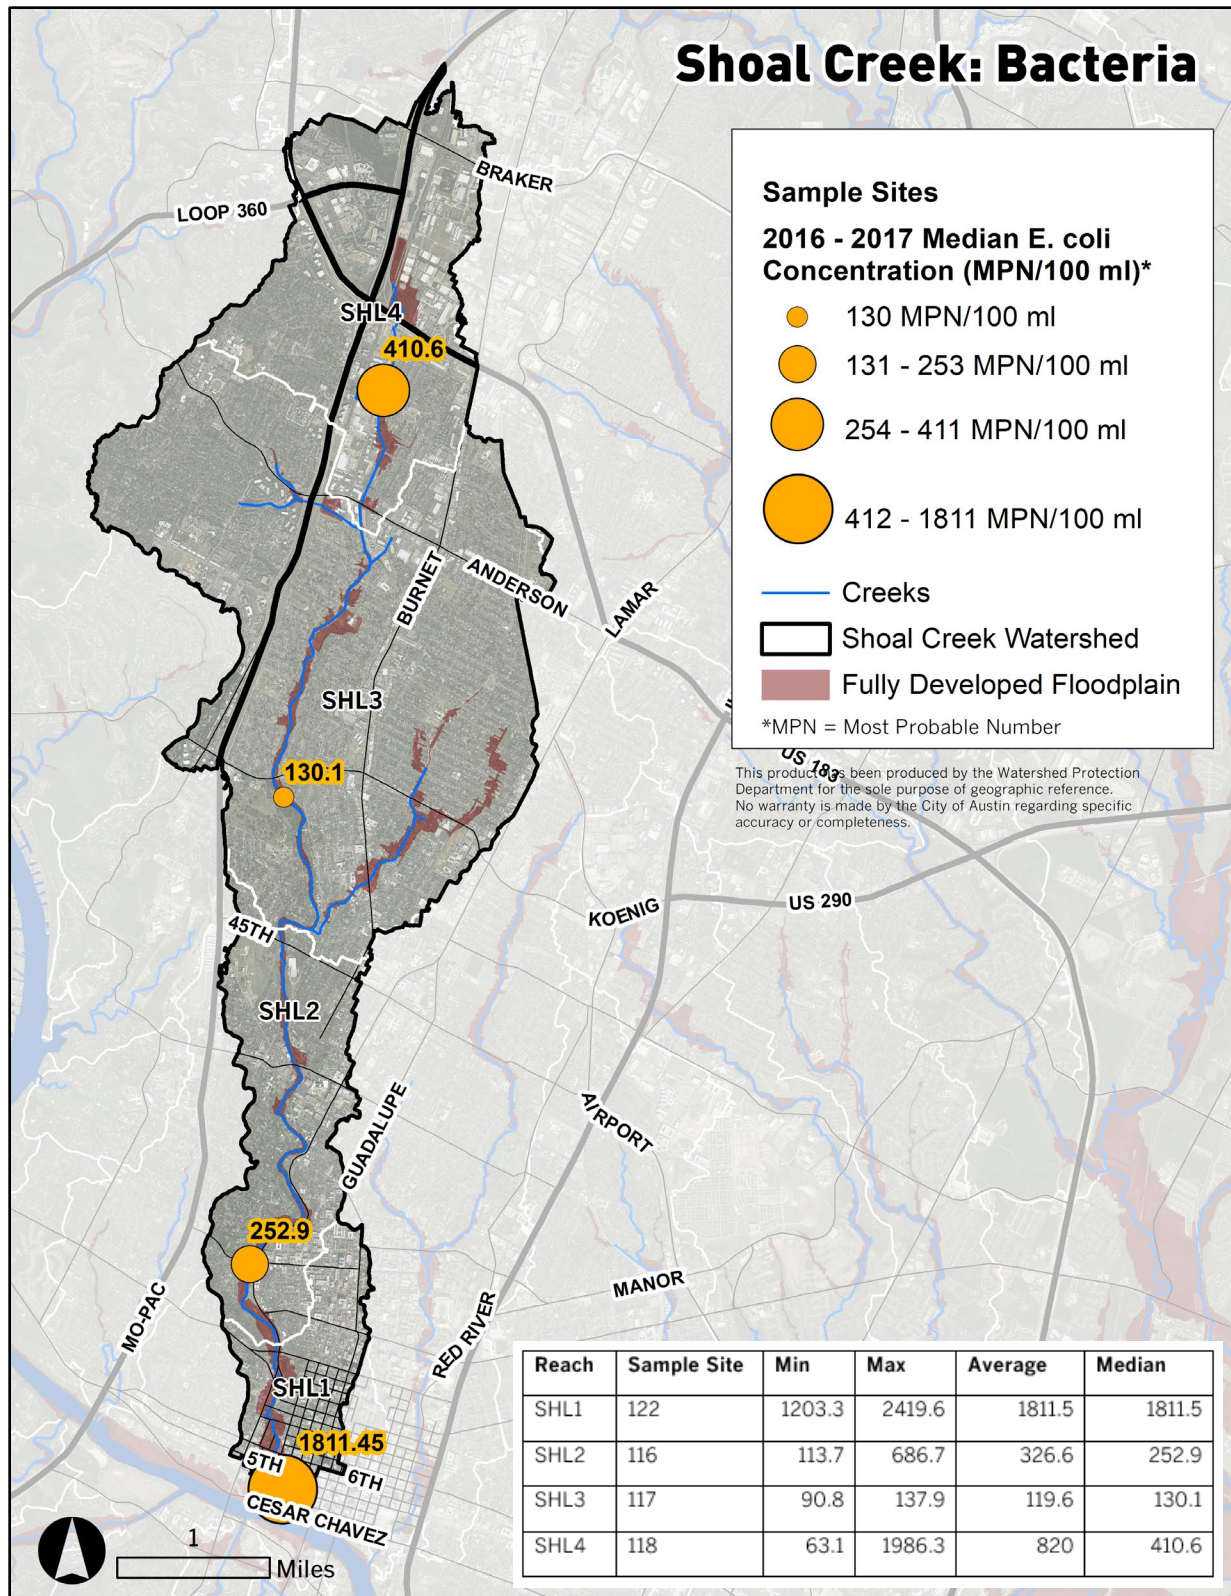 Shoal Creek: Bacteria
Sample Sites
2016 - 2017 Median E. coli
Concentration (MPN/100 ml)*
130 MPN/100 ml
131 - 253 MPN/100 ml
254 - 411 MPN/100 ml
412 - 1811 MPN/100 ml
Creeks
Shoal Creek Watershed
Fully Developed Floodplain
*MPN = Most Probable Number
This product has been produced by the Watershed Protection
Department for the sole purpose of geographic reference.
No warranty is made by the City of Austin regarding specific
accuracy or completeness.
BRAKER
LOOP 360
SHL4
410.6
BURNET
ANDERSON
LAMAR
SHL3
US 183
130.1
KOENIG
US 290
45TH
SHL2
GUADALUPE
AIRPORT
252.9
MANOR
MO-PAC
RED RIVER
SHL1
1811.45
5TH
6TH
CESAR CHAVEZ
1
Miles
Reach Sample Site Min Max Average Median
SHL1 122 1203.3 2419.6 1811.5 1811.5
SHL2 116 113.7 686.7 326.6 252.9
SHL3 117 90.8 137.9 119.6 130.1
SHL4 118 63.1 1986.3 820 410.6